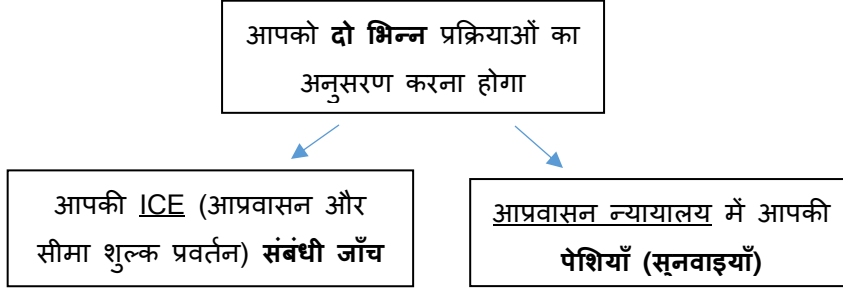 आपको दो भिन्न प्रक्रियाओं का
अनुसरण करना होगा
आपकी ICE (आप्रवासन और
सीमा शुल्क प्रवर्तन) संबंधी जाँच
आप्रवासन न्यायालय में आपकी
पेशियाँ (सुनवाइयाँ)